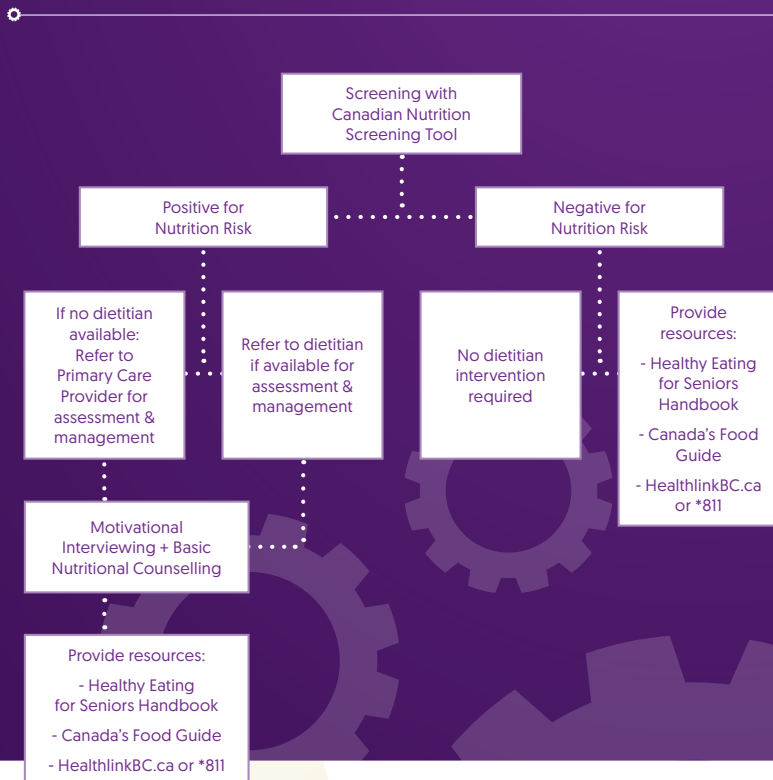 Screening with
Canadian Nutrition
Screening Tool
Positive for
Nutrition Risk
Negative for
Nutrition Risk
If no dietitian
available:
Refer to
Primary Care
Provider for
assessment &
management
Refer to dietitian
if available for
assessment &
management
No dietitian
intervention
required
Provide
resources:
- Healthy Eating
for Seniors
Handbook
- Canada's Food
Guide
- HealthlinkBC.ca
or *811
Motivational
Interviewing + Basic
Nutritional Counselling
Provide resources:
- Healthy Eating
for Seniors Handbook
- Canada's Food Guide
- HealthlinkBC.ca or *811